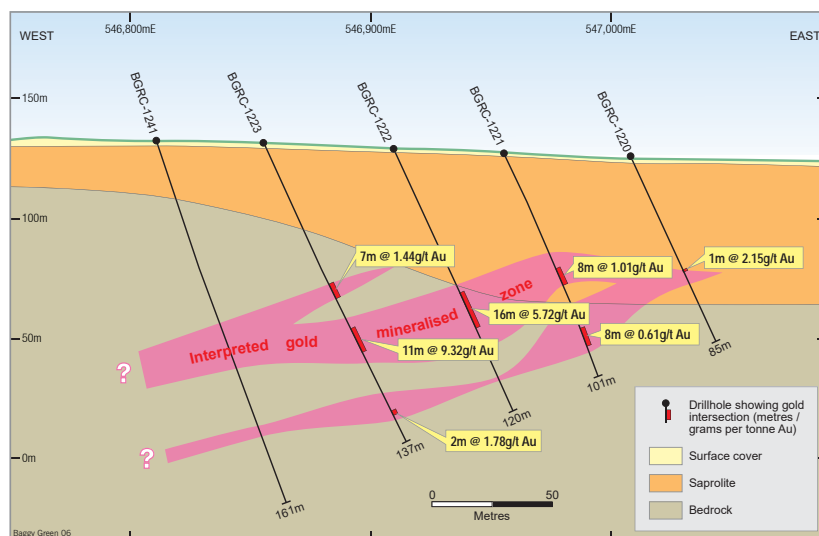 546,800mE
546,900mE
547,000mE
WEST
EAST
150m
100m
50m
0m
BGRC-1241
BGRC-1223
BGRC-1222
BGRC-1221
BGRC-1220
7m @ 1.44g/t Au
8m @ 1.01g/t Au
1m @ 2.15g/t Au
16m @ 5.72g/t Au
11m @ 9.32g/t Au
8m @ 0.61g/t Au
2m @ 1.78g/t Au
Interpreted gold mineralised zone
?
?
85m
101m
120m
137m
161m
0
50
Metres
Drillhole showing gold
intersection (metres /
grams per tonne Au)
Surface cover
Saprolite
Bedrock
Baggy Green 06